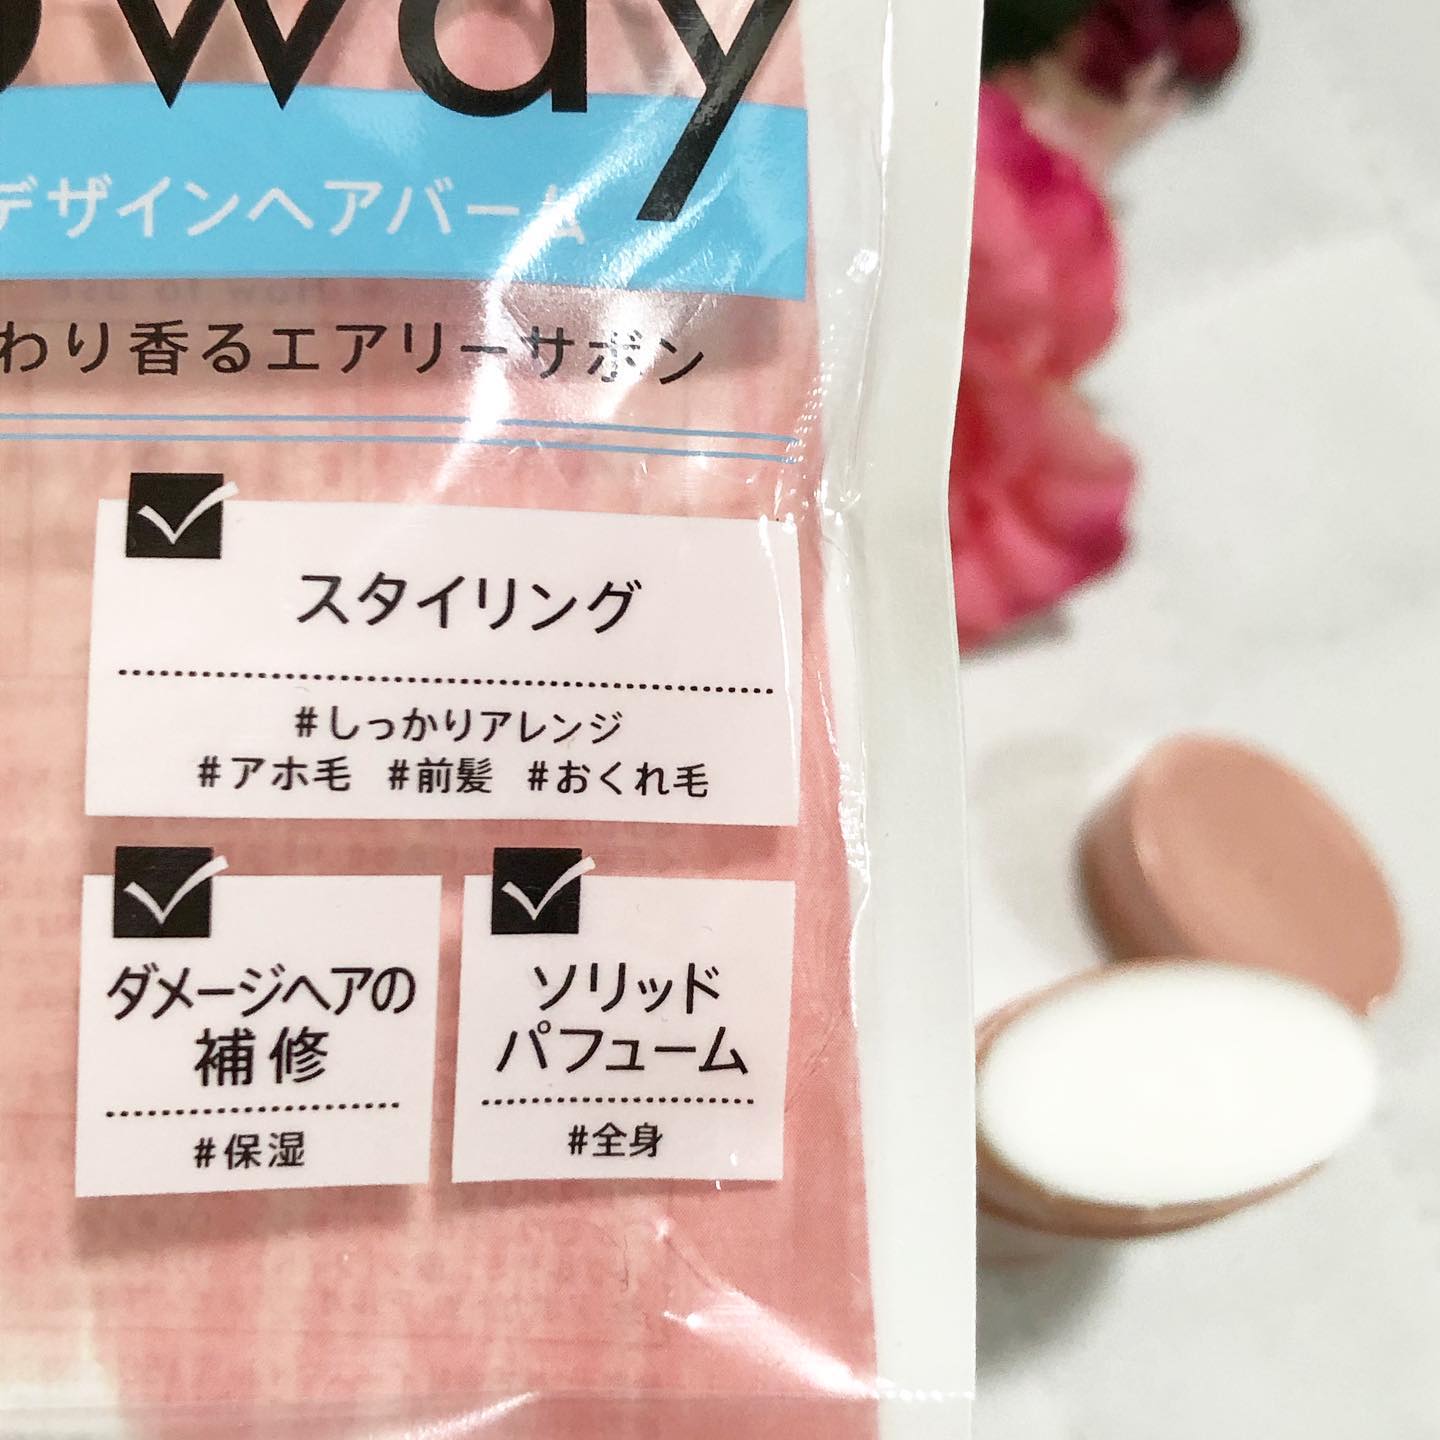 way
デザインヘアバーム
わり香るエアリーサボン
スタイリング
#しっかりアレンジ
#アホ毛 #前髪 #おくれ毛
ダメージヘアの
補修
#保湿
ソリッド
パフューム
#全身